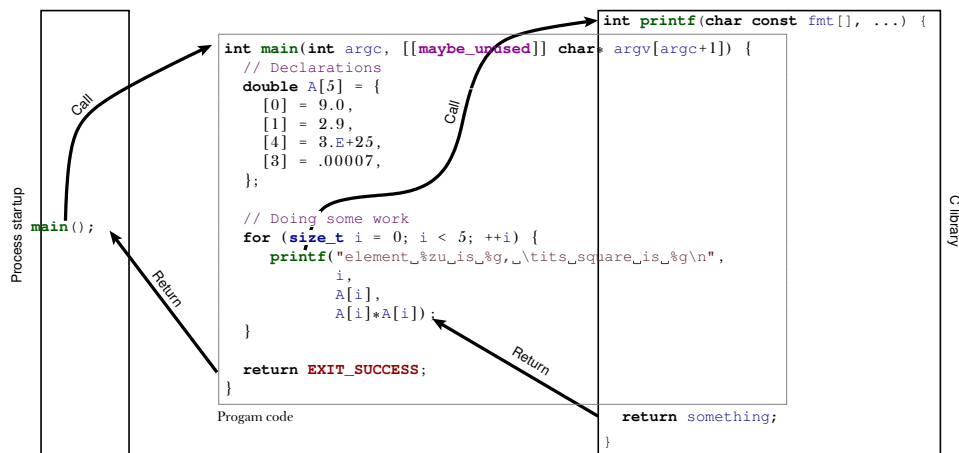 int printf(char const fmt[], ...) {
int main(int argc, [[maybe_unused]] char* argv[argc+1]) {
// Declarations
double A[5] = {
[0] = 9.0,
[1] = 2.9,
[4] = 3.E+25,
[3] = .00007,
};
// Doing some work
for (size_t i = 0; i < 5; ++i) {
printf("element␣%zu␣is␣%g,␣\tits␣square␣is␣%g\n",
i,
A[i],
A[i]*A[i]);
}
return EXIT_SUCCESS;
}
Progam code
Process startup
main();
Call
Return
Call
Return
C library
return something;
}